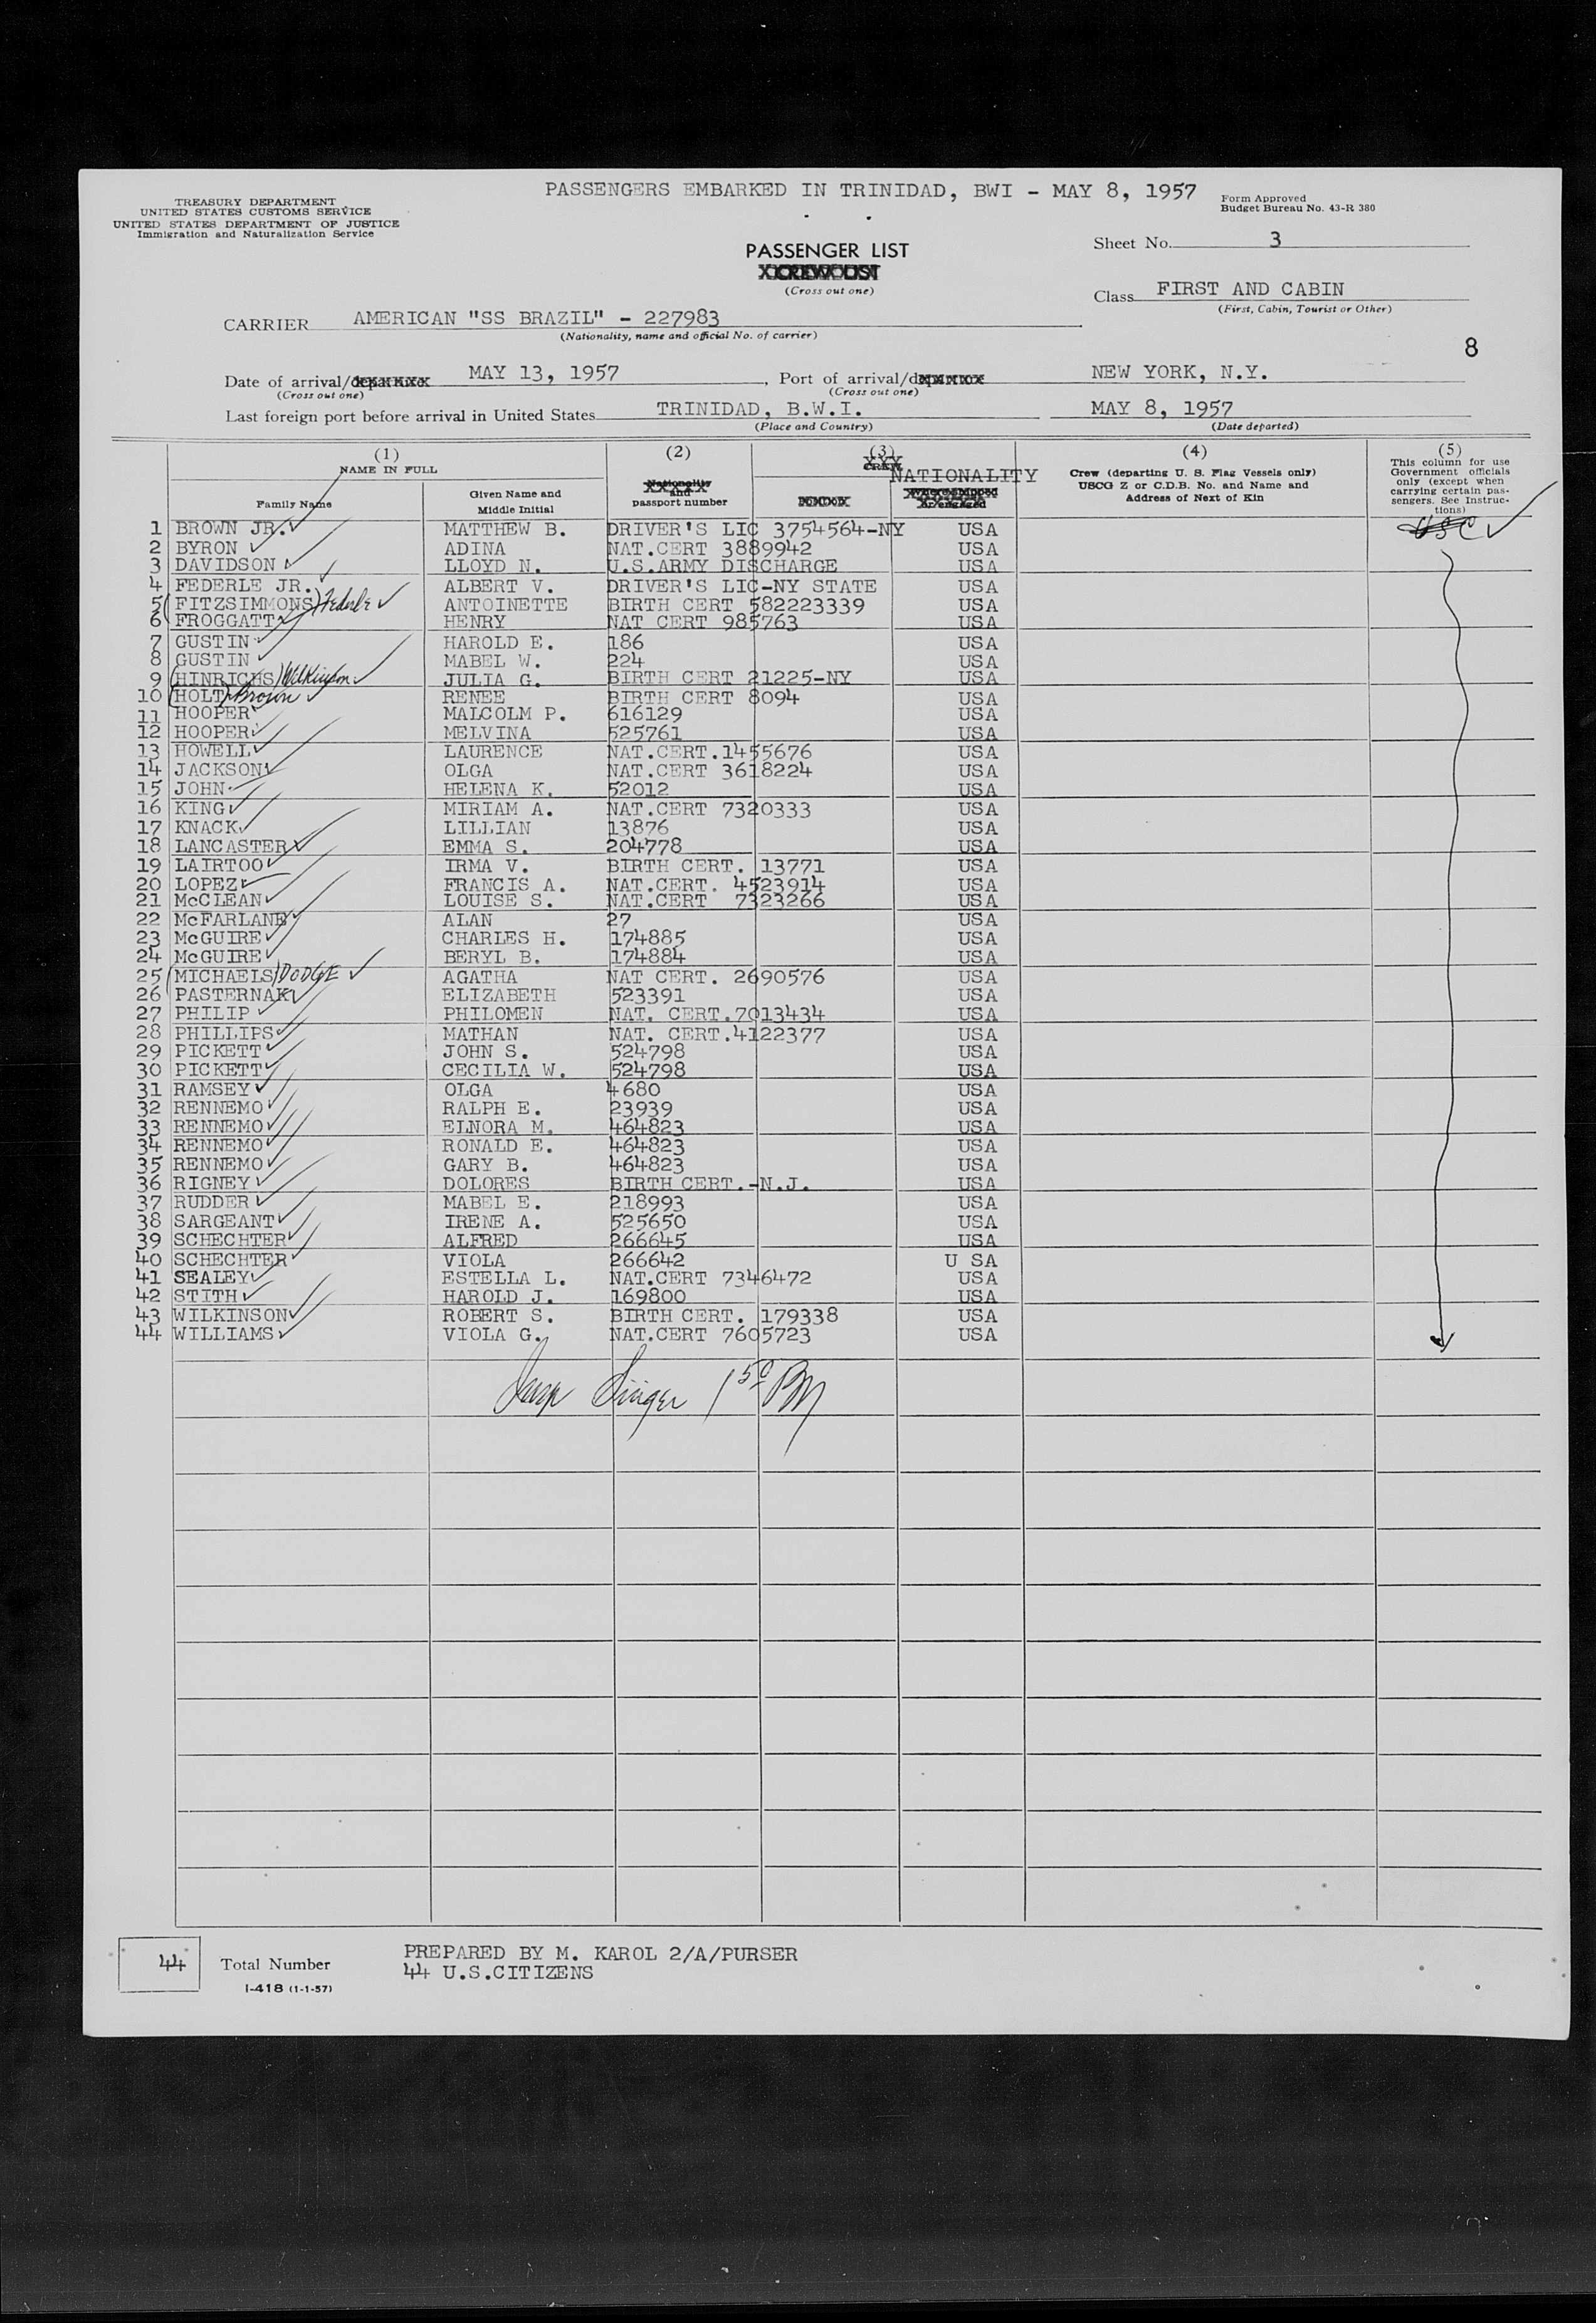 PASSENGERS EMBARKED IN TRINIDAD, BWI - MAY 8, 1957
TREASURY DEPARTMENT
UNITED STATES CUSTOMS SERVICE
UNITED STATES DEPARTMENT OF JUSTICE
Immigration and Naturalization Service
Form Approved
Budget Bureau No. 43-R 380
Sheet No. 3
PASSENGER LIST
CREW LIST
(Cross out one)
Class FIRST AND CABIN
(First, Cabin, Tourist or Other)
CARRIER AMERICAN "SS BRAZIL" - 227983
(Nationality, name and official No. of carrier)
8
Date of arrival/ MAY 13, 1957, Port of arrival/ NEW YORK, N.Y.
(Cross out one) (Cross out one)
Last foreign port before arrival in United States TRINIDAD, B.W.I. MAY 8, 1957
(Place and Country) (Date departed)
(1) (2) (3) (4) (5)
NAME IN FULL
Family Name
Given Name and Middle Initial
Nationality and passport number
CREW
NATIONALITY
Where shipped or engaged
Crew (departing U. S. Flag Vessels only)
USCG Z or C.D.B. No. and Name and
Address of Next of Kin
This column for use
Government officials
only (except when
carrying certain pas-
sengers. See Instruc-
tions)
1 BROWN JR. MATTHEW B. DRIVER'S LIC 3754564-NY USA USC
2 BYRON ADINA NAT.CERT 3889942 USA
3 DAVIDSON LLOYD N. U.S.ARMY DISCHARGE USA
4 FEDERLE JR. ALBERT V. DRIVER'S LIC-NY STATE USA
5 (FITZSIMMONS) Federle ANTOINETTE BIRTH CERT 582223339 USA
6 FROGGATT HENRY NAT CERT 985763 USA
7 GUSTIN HAROLD E. 186 USA
8 GUSTIN MABEL W. 224 USA
9 (HINRICHS) Wilkinson JULIA G. BIRTH CERT 21225-NY USA
10 (HOLT) Brown RENEE BIRTH CERT 8094 USA
11 HOOPER MALCOLM P. 616129 USA
12 HOOPER MELVINA 525761 USA
13 HOWELL LAURENCE NAT.CERT.1455676 USA
14 JACKSON OLGA NAT.CERT 3618224 USA
15 JOHN HELENA K. 52012 USA
16 KING MIRIAM A. NAT.CERT 7320333 USA
17 KNACK LILLIAN 13876 USA
18 LANCASTER EMMA S. 204778 USA
19 LAIRTOO IRMA V. BIRTH CERT. 13771 USA
20 LOPEZ FRANCIS A. NAT.CERT. 4523914 USA
21 McCLEAN LOUISE S. NAT.CERT 7323266 USA
22 McFARLANE ALAN 27 USA
23 McGUIRE CHARLES H. 174885 USA
24 McGUIRE BERYL B. 174884 USA
25 (MICHAELS) DODGE AGATHA NAT CERT. 2690576 USA
26 PASTERNAK ELIZABETH 523391 USA
27 PHILIP PHILOMEN NAT. CERT.7013434 USA
28 PHILLIPS MATHAN NAT. CERT.4122377 USA
29 PICKETT JOHN S. 524798 USA
30 PICKETT CECILIA W. 524798 USA
31 RAMSEY OLGA 4680 USA
32 RENNEMO RALPH E. 23939 USA
33 RENNEMO ELNORA M. 464823 USA
34 RENNEMO RONALD E. 464823 USA
35 RENNEMO GARY B. 464823 USA
36 RIGNEY DOLORES BIRTH CERT.-N.J. USA
37 RUDDER MABEL E. 218993 USA
38 SARGEANT IRENE A. 525650 USA
39 SCHECHTER ALFRED 266645 USA
40 SCHECHTER VIOLA 266642 U SA
41 SEALEY ESTELLA L. NAT.CERT 7346472 USA
42 STITH HAROLD J. 169800 USA
43 WILKINSON ROBERT S. BIRTH CERT. 179338 USA
44 WILLIAMS VIOLA G. NAT.CERT 7605723 USA
Singer 1 50 PM
44 Total Number
I-418 (1-1-57)
PREPARED BY M. KAROL 2/A/PURSER
44 U.S.CITIZENS